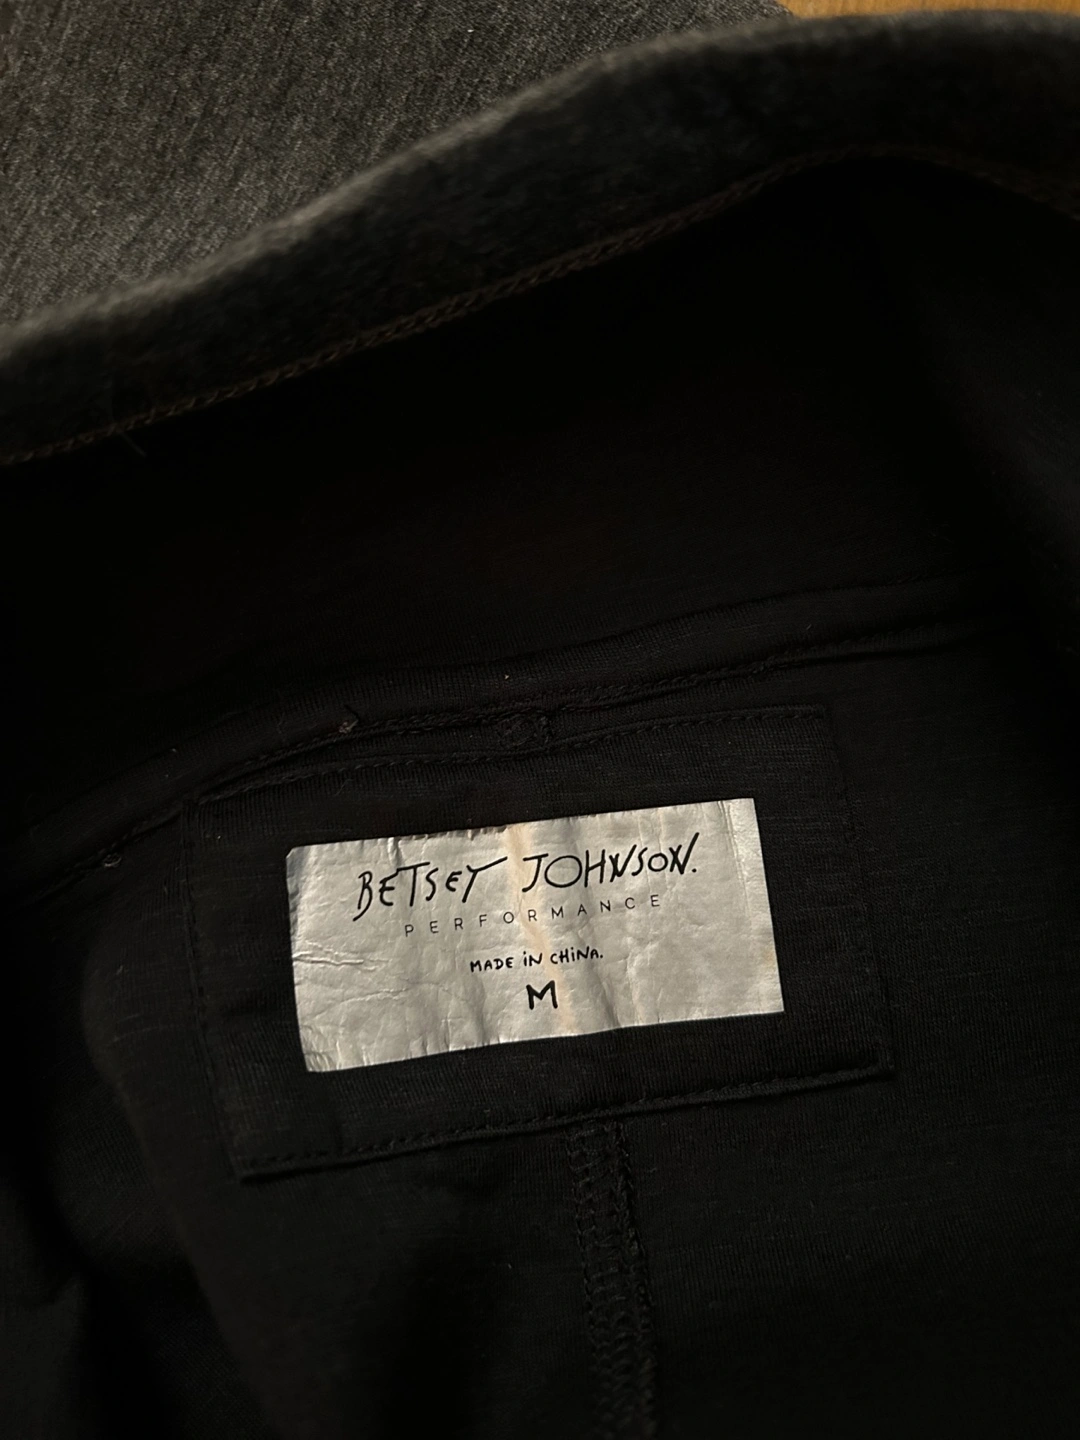 BETSEY JOHNSON.
PERFORMANCE
MADE iN CHiNA.
M